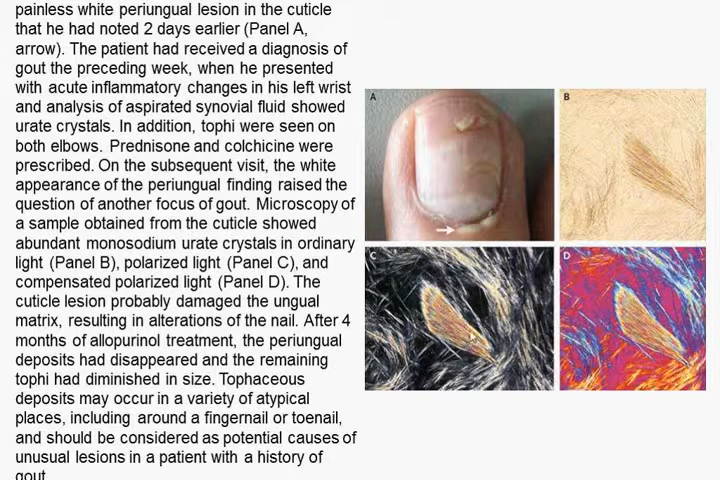 painless white periungual lesion in the cuticle
that he had noted 2 days earlier (Panel A,
arrow). The patient had received a diagnosis of
gout the preceding week, when he presented
with acute inflammatory changes in his left wrist
and analysis of aspirated synovial fluid showed
urate crystals. In addition, tophi were seen on
both elbows. Prednisone and colchicine were
prescribed. On the subsequent visit, the white
appearance of the periungual finding raised the
question of another focus of gout. Microscopy of
a sample obtained from the cuticle showed
abundant monosodium urate crystals in ordinary
light (Panel B), polarized light (Panel C), and
compensated polarized light (Panel D). The
cuticle lesion probably damaged the ungual
matrix, resulting in alterations of the nail. After 4
months of allopurinol treatment, the periungual
deposits had disappeared and the remaining
tophi had diminished in size. Tophaceous
deposits may occur in a variety of atypical
places, including around a fingernail or toenail,
and should be considered as potential causes of
unusual lesions in a patient with a history of
gout
A
B
C
D